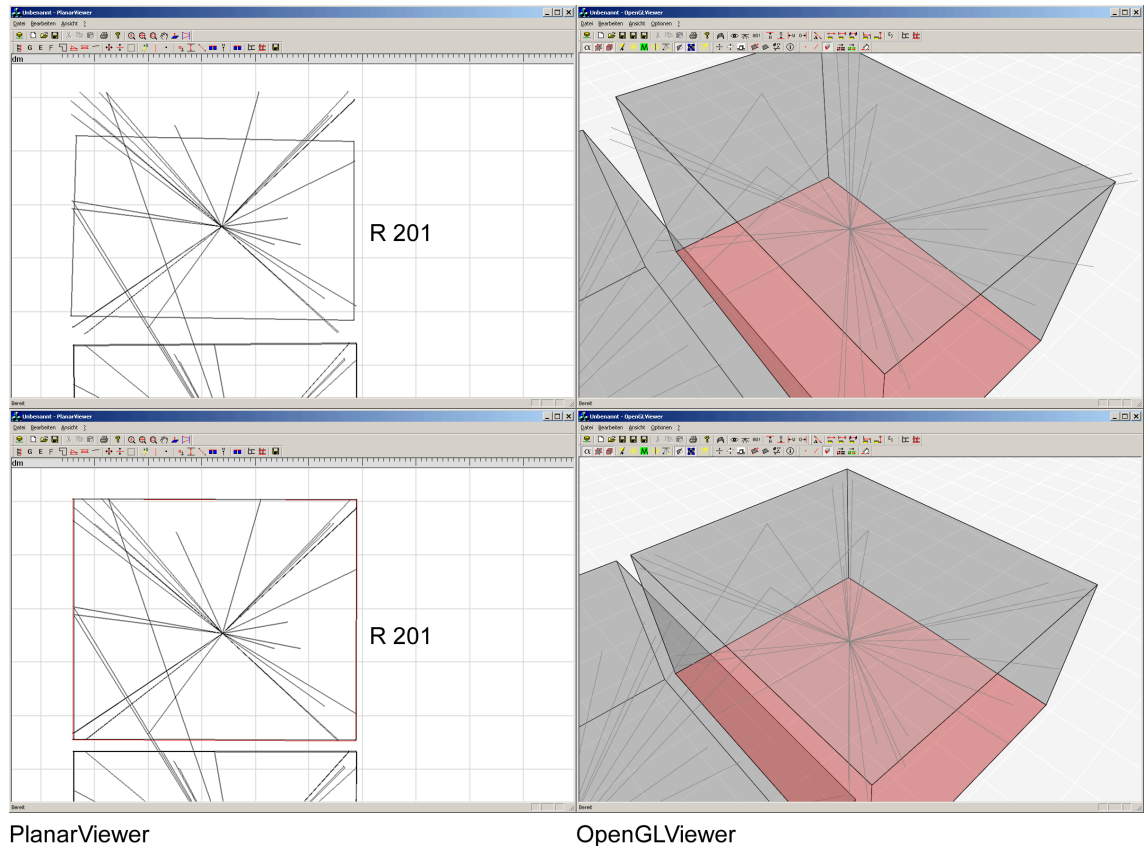 Unbenannt - PlanarViewer
Datei Bearbeiten Ansicht ?
G E F
dm
R 201
Bereit
Unbenannt - OpenGLViewer
Datei Bearbeiten Ansicht Optionen ?
M
Bereit
Unbenannt - PlanarViewer
Datei Bearbeiten Ansicht ?
G E F
dm
R 201
Bereit
Unbenannt - OpenGLViewer
Datei Bearbeiten Ansicht Optionen ?
M
Bereit
PlanarViewer
OpenGLViewer